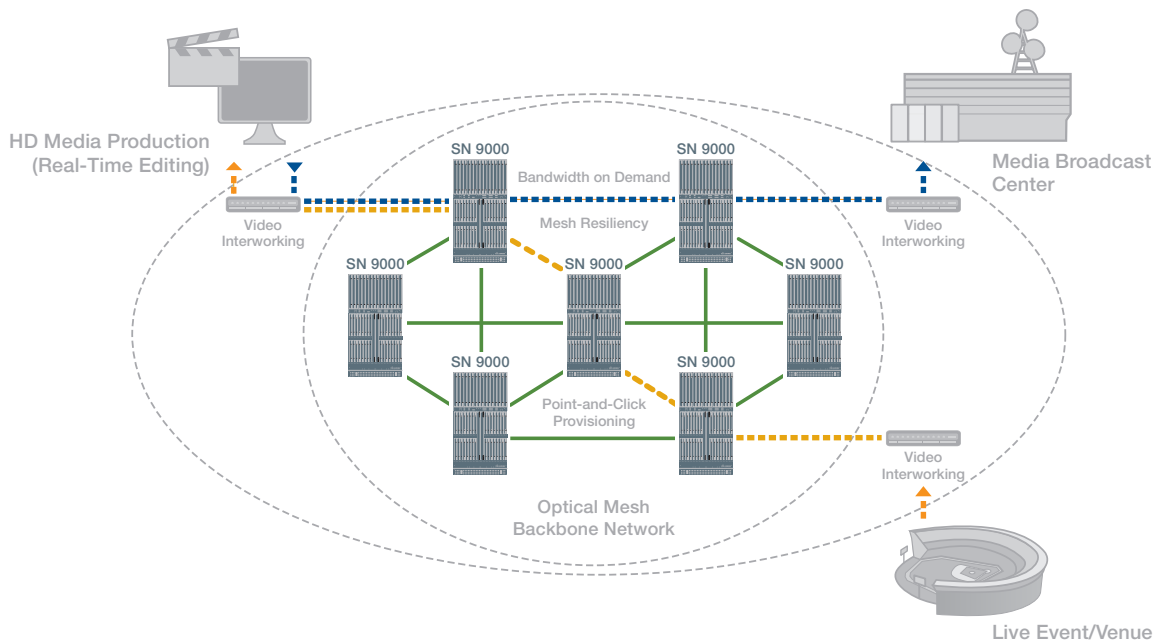 HD Media Production
(Real-Time Editing)
Media Broadcast
Center
SN 9000
SN 9000
Bandwidth on Demand
Mesh Resiliency
Video
Interworking
Video
Interworking
SN 9000
SN 9000
SN 9000
SN 9000
SN 9000
Point-and-Click
Provisioning
Video
Interworking
Optical Mesh
Backbone Network
Live Event/Venue